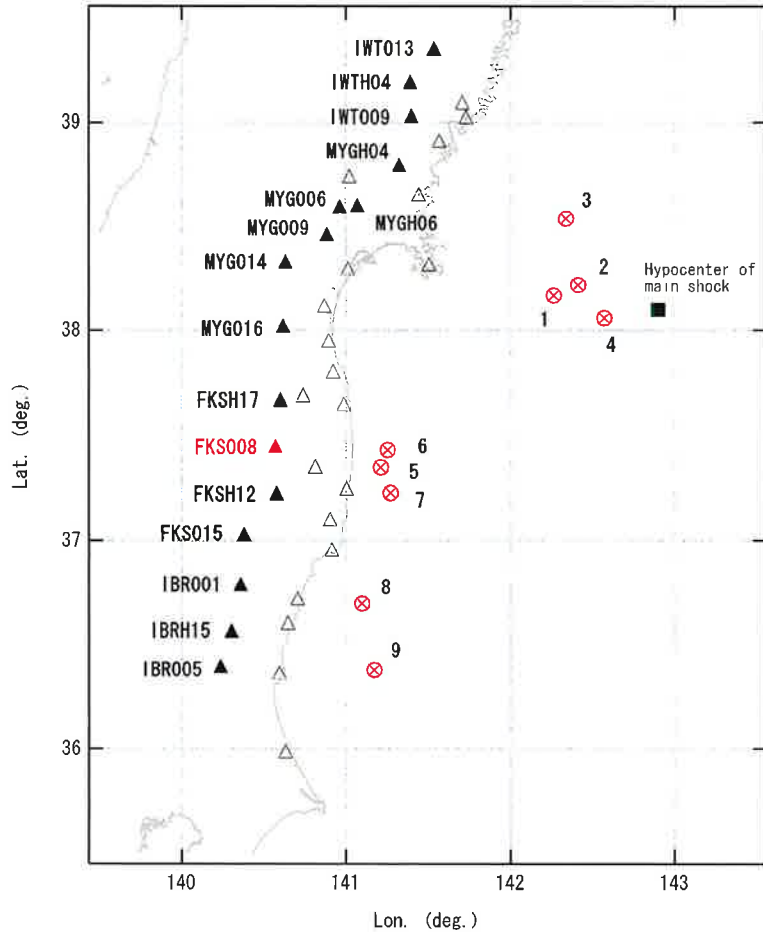 IWT013
IWTH04
39
IWT009
MYGH04
3
MYG006
MYG009
MYGH06
MYG014
2
Hypocenter of
main shock
1
38
MYG016
4
FKSH17
6
FKS008
5
Lat. (deg.)
FKSH12
7
37
FKS015
IBR001
8
IBRH15
9
IBR005
36
140
141
142
143
Lon. (deg.)